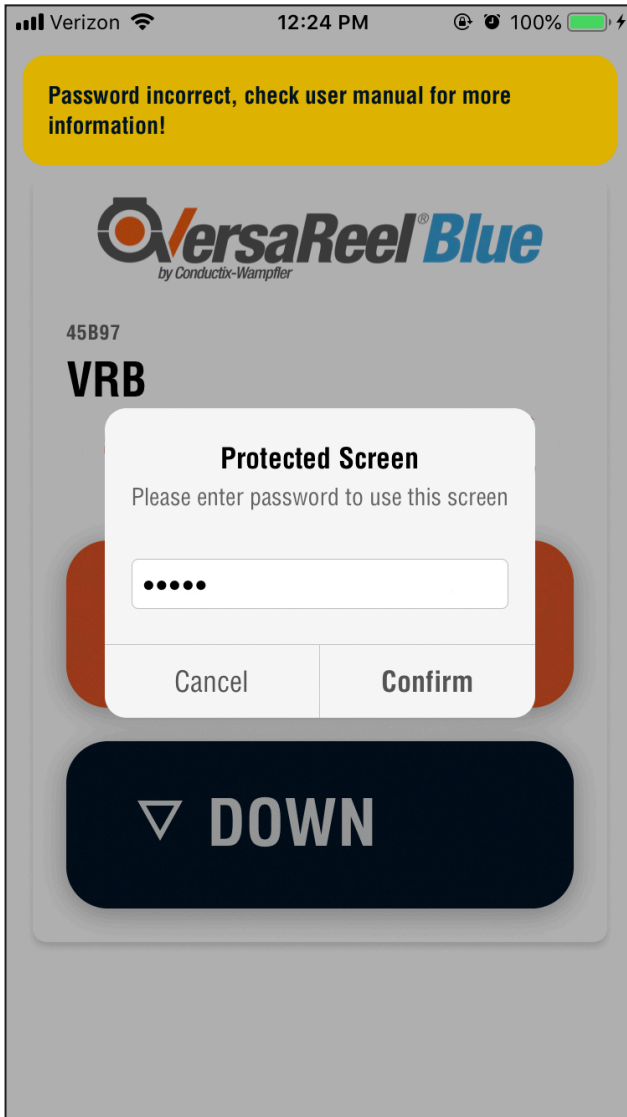 Verizon 12:24 PM 100%
Password incorrect, check user manual for more
information!
VersaReel® Blue
by Conductix-Wampfler
45B97
VRB
Protected Screen
Please enter password to use this screen
•••••
Cancel Confirm
DOWN